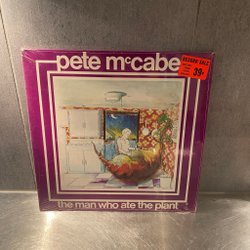 pete mccabe
39:-
the man who ate the plant